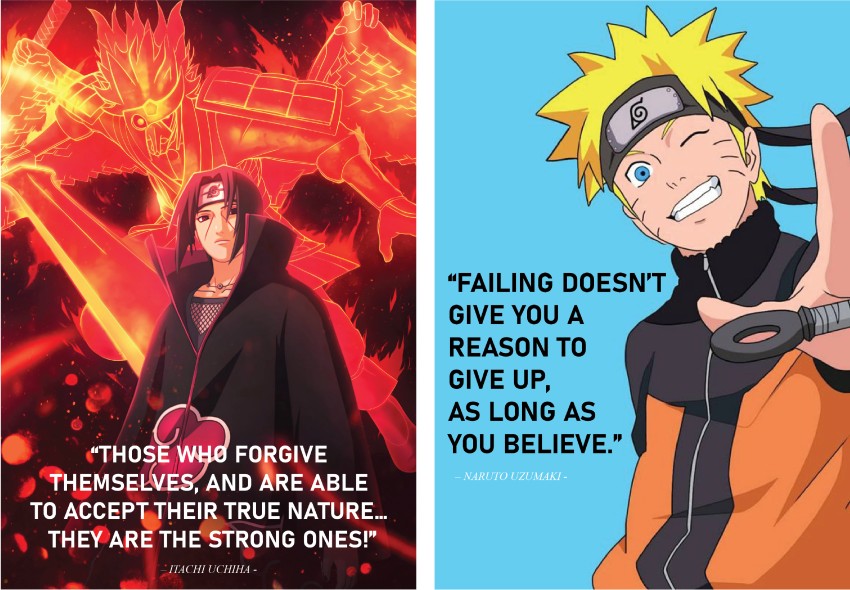 “THOSE WHO FORGIVE
THEMSELVES, AND ARE ABLE
TO ACCEPT THEIR TRUE NATURE...
THEY ARE THE STRONG ONES!”
– ITACHI UCHIHA -
“FAILING DOESN’T
GIVE YOU A
REASON TO
GIVE UP,
AS LONG AS
YOU BELIEVE.”
– NARUTO UZUMAKI -